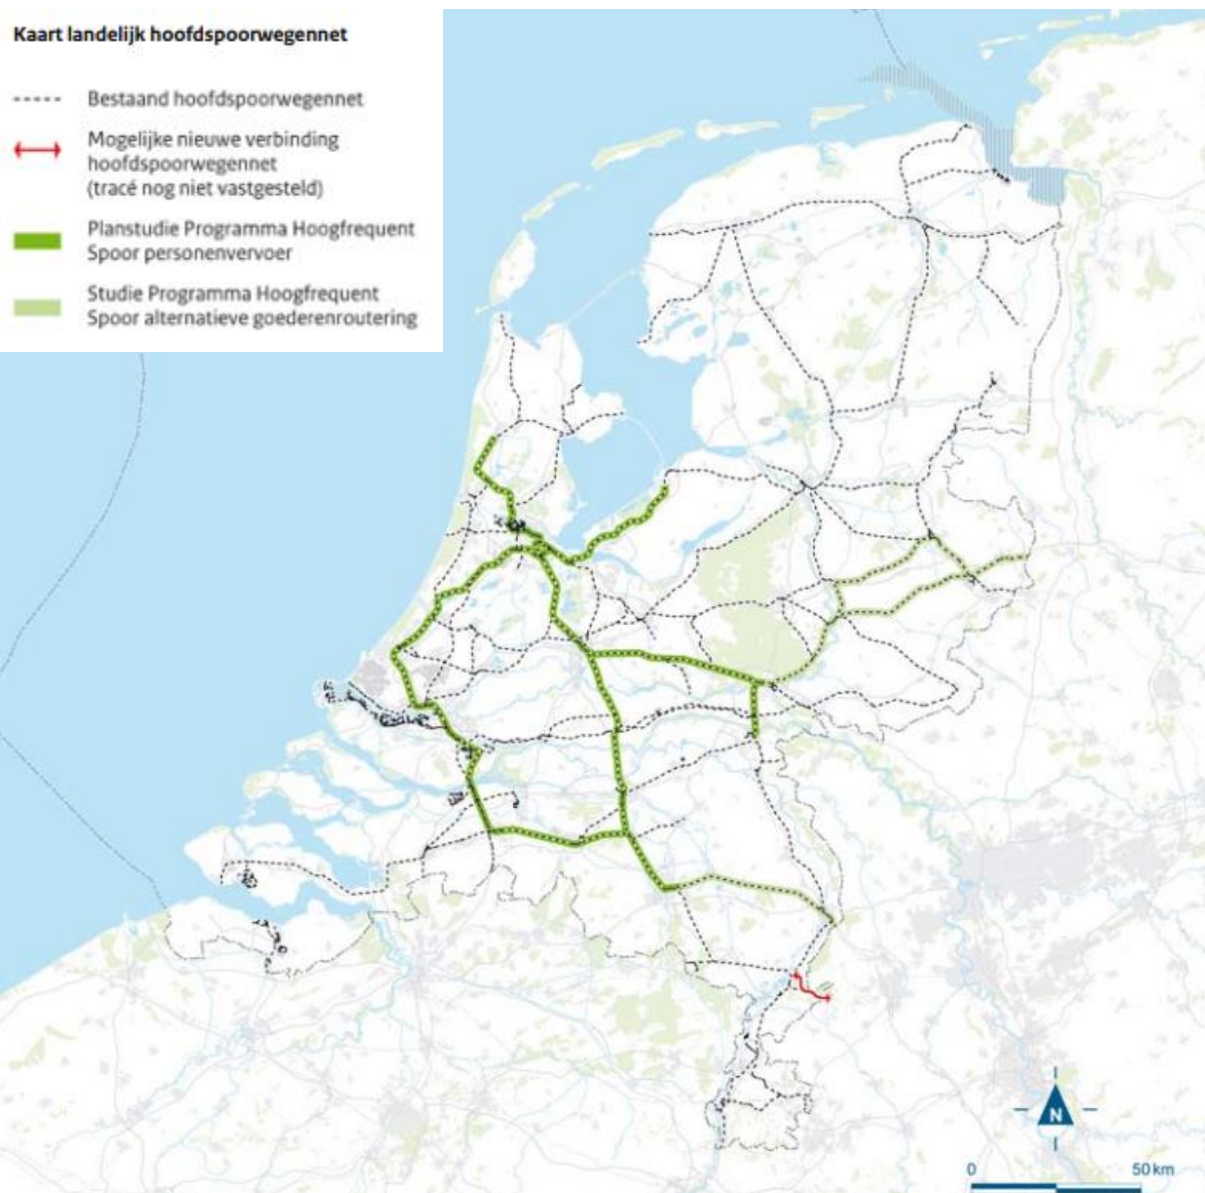 Kaart landelijk hoofdspoorwegennet
Bestaand hoofdspoorwegennet
Mogelijke nieuwe verbinding
hoofdspoorwegennet
(tracé nog niet vastgesteld)
Planstudie Programma Hoogfrequent
Spoor personenvervoer
Studie Programma Hoogfrequent
Spoor alternatieve goederenroutering
N
0 50 km